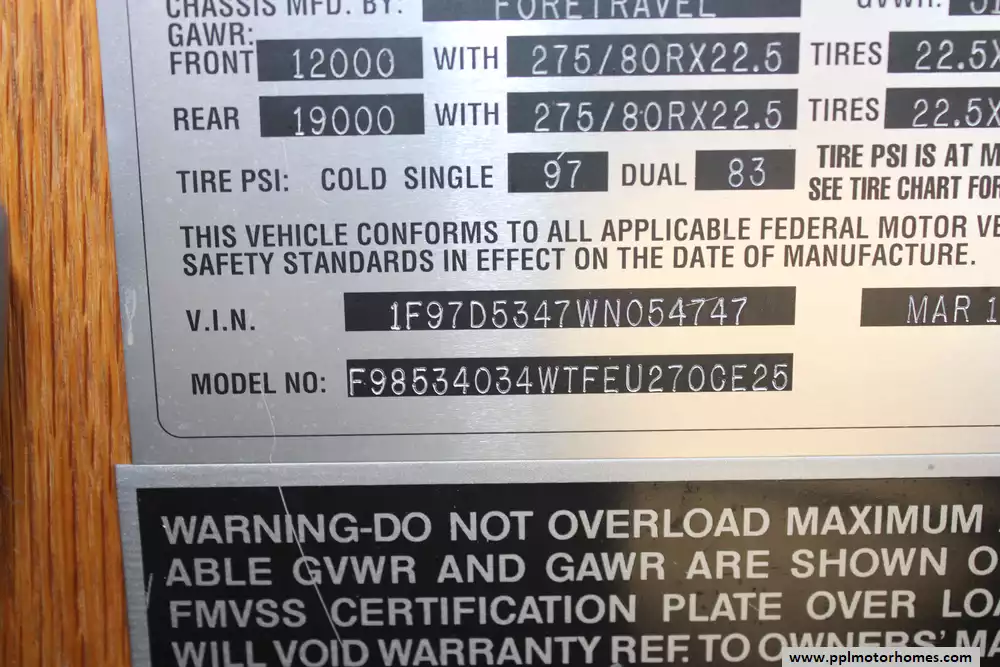 CHASSIS MFD. BY: FORETRAVEL GVWR:
GAWR:
FRONT 12000 WITH 275/80RX22.5 TIRES 22.5X
REAR 19000 WITH 275/80RX22.5 TIRES 22.5X
TIRE PSI: COLD SINGLE 97 DUAL 83 TIRE PSI IS AT M
SEE TIRE CHART FOR
THIS VEHICLE CONFORMS TO ALL APPLICABLE FEDERAL MOTOR VE
SAFETY STANDARDS IN EFFECT ON THE DATE OF MANUFACTURE.
V.I.N. 1F97D5347WN054747 MAR 1
MODEL NO: F98534034WTFEU270CE25
WARNING-DO NOT OVERLOAD MAXIMUM
ABLE GVWR AND GAWR ARE SHOWN O
FMVSS CERTIFICATION PLATE OVER LOA
WILL VOID WARRANTY REF. TO OWNERS' MA
www.pplmotorhomes.com